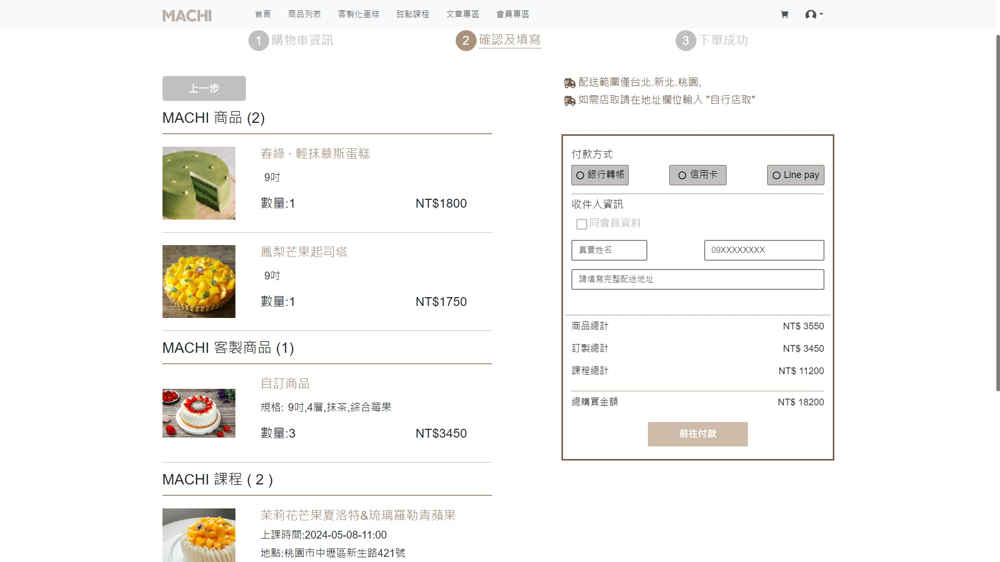 MACHI
首頁 商品列表 客製化蛋糕 甜點課程 文章專區 會員專區
1 購物車資訊
2 確認及填寫
3 下單成功
上一步
MACHI 商品 (2)
春綠 · 輕抹慕斯蛋糕
9吋
數量:1 NT$1800
鳳梨芒果起司塔
9吋
數量:1 NT$1750
MACHI 客製商品 (1)
自訂商品
規格: 9吋,4層,抹茶,綜合莓果
數量:3 NT$3450
MACHI 課程 ( 2 )
茉莉花芒果夏洛特&琉璃羅勒青蘋果
上課時間:2024-05-08-11:00
地點:桃園市中壢區新生路421號
配送範圍僅台北.新北.桃園,
如需店取請在地址欄位輸入 "自行店取"
付款方式
銀行轉帳 信用卡 Line pay
收件人資訊
同會員資料
真實姓名 09XXXXXXXX
請填寫完整配送地址
商品總計 NT$ 3550
訂製總計 NT$ 3450
課程總計 NT$ 11200
總購買金額 NT$ 18200
前往付款